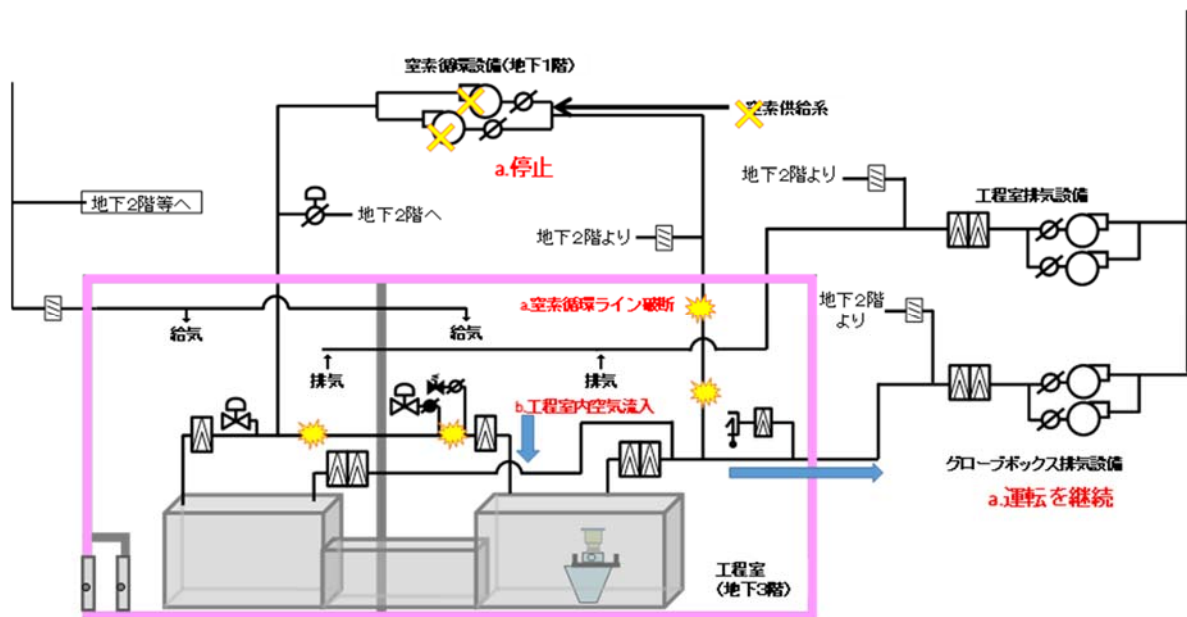 窒素循環設備(地下1階)
窒素供給系
a.停止
地下2階より
工程室排気設備
地下2階等へ
地下2階へ
地下2階より
a.窒素循環ライン破断
地下2階
より
給気
給気
排気
排気
b.工程室内空気流入
グローブボックス排気設備
a.運転を継続
工程室
(地下3階)